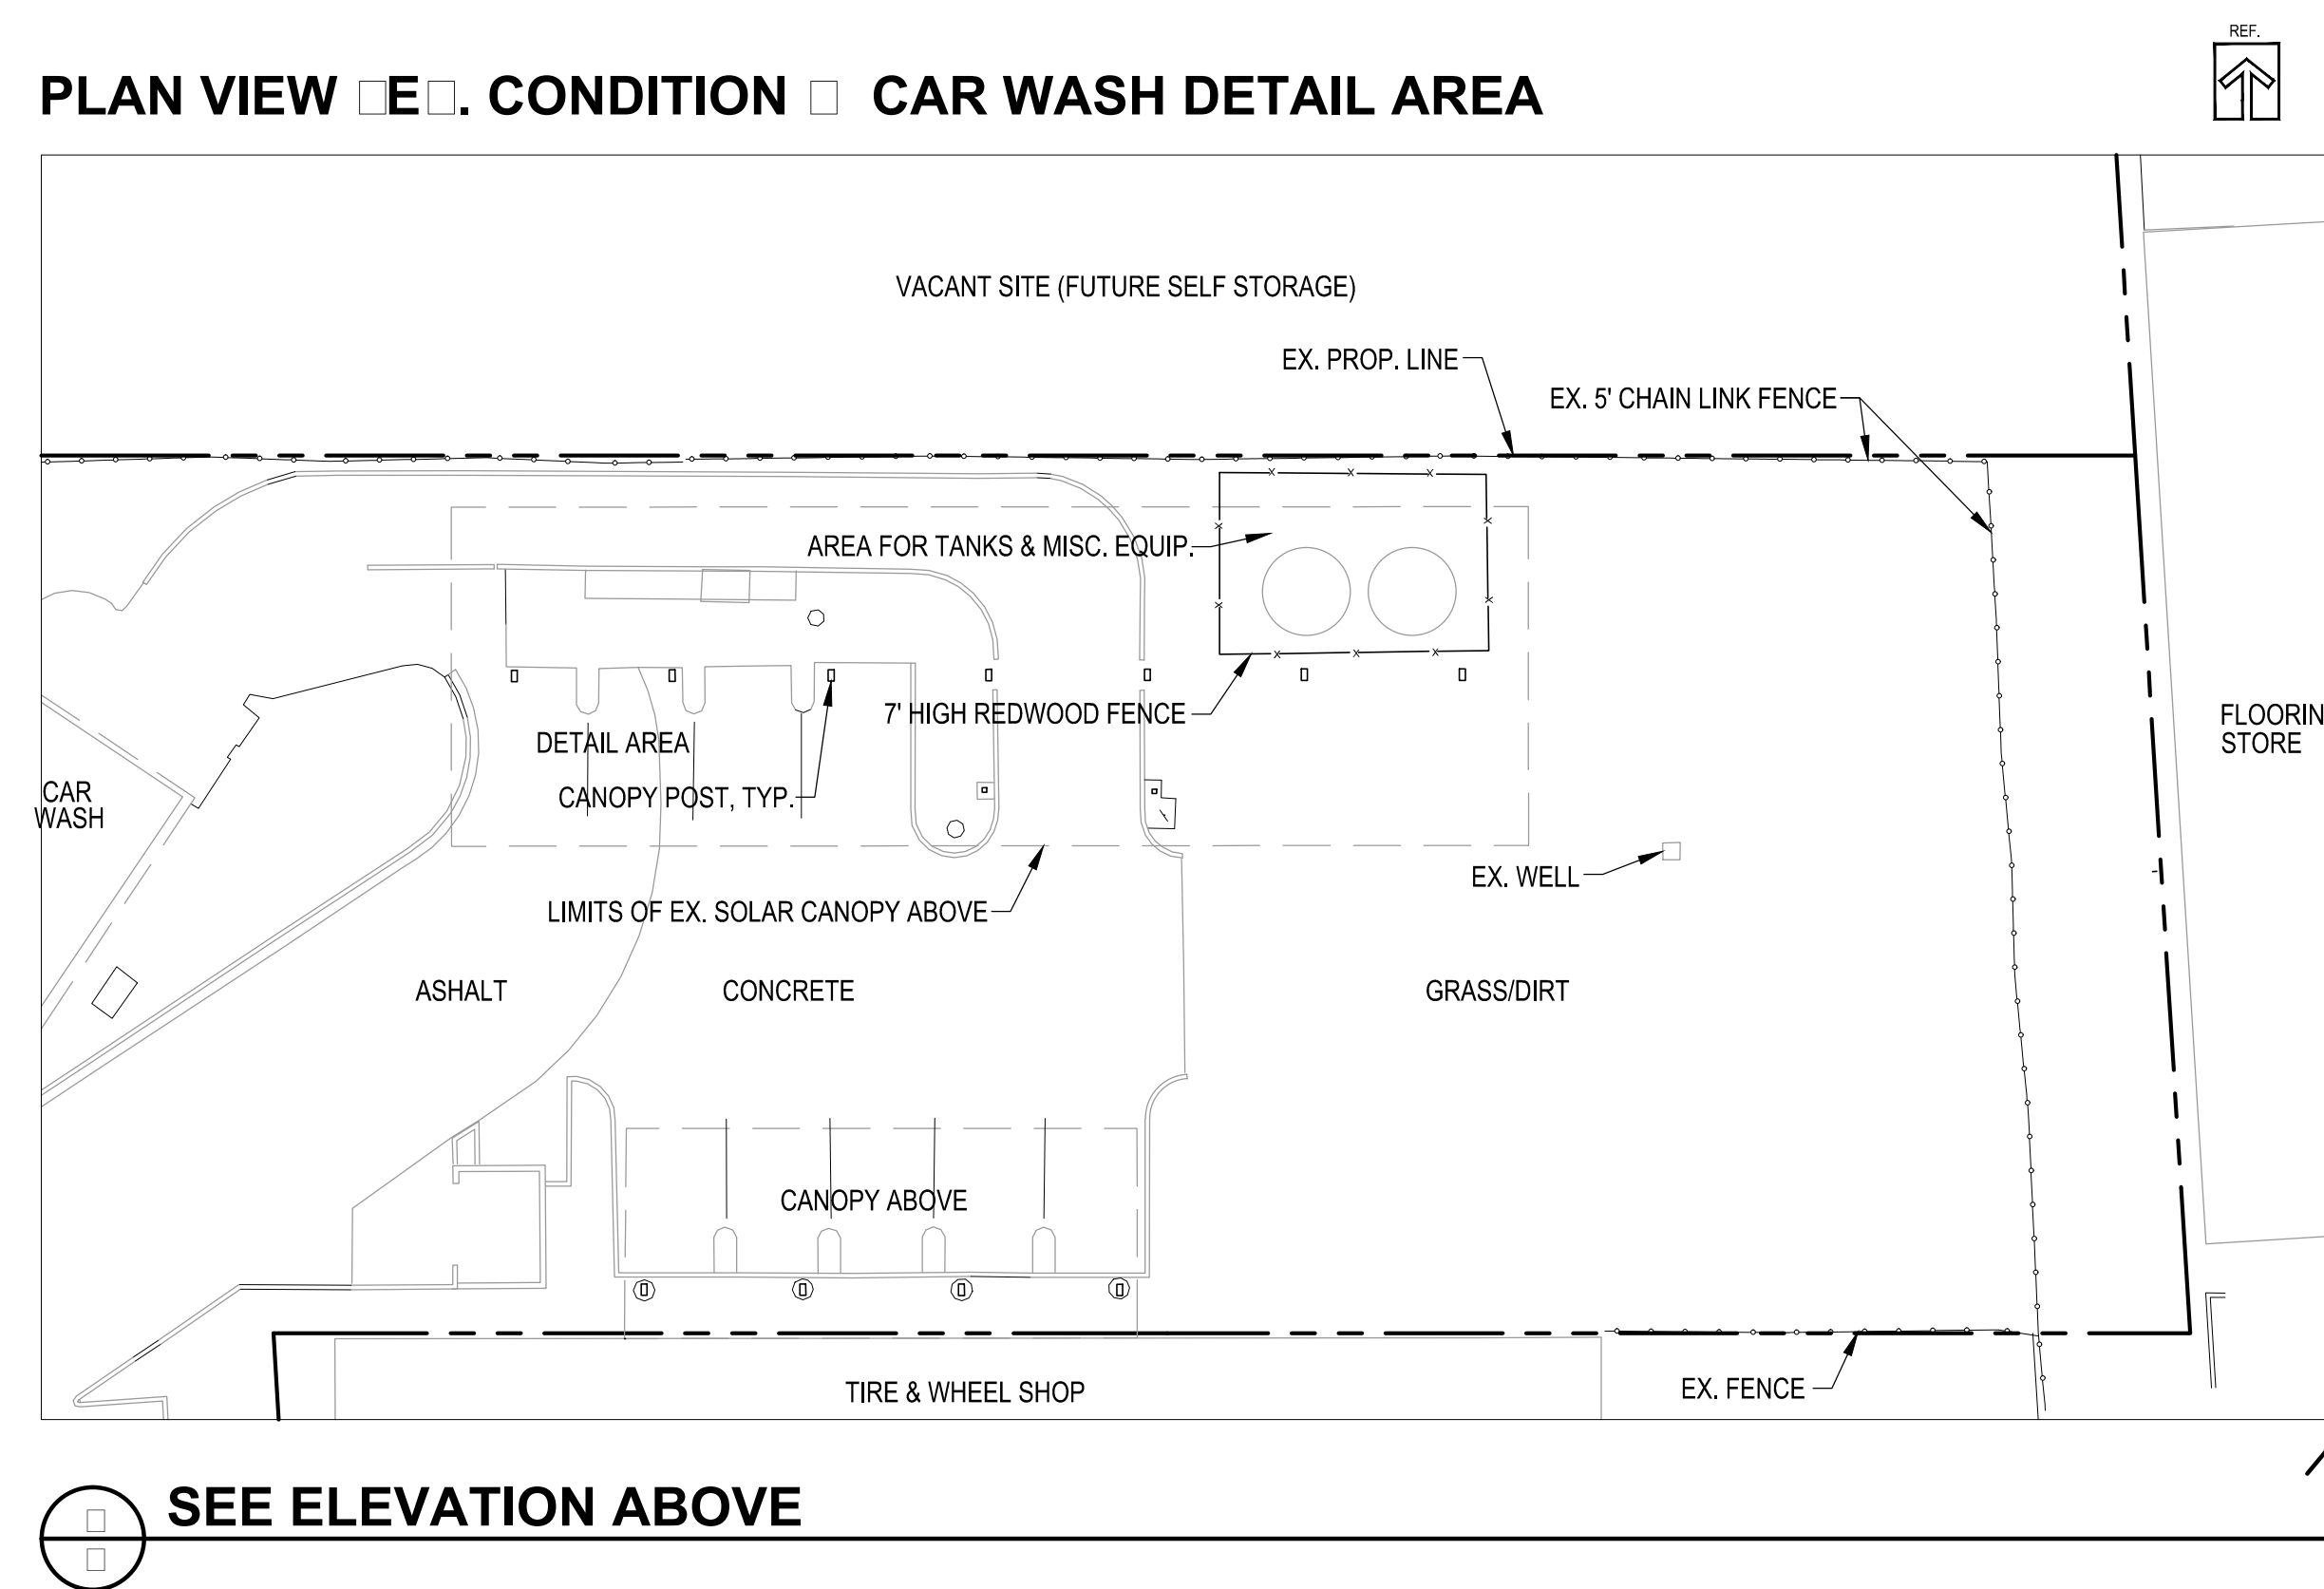 REF.
PLAN VIEW □E□. CONDITION □ CAR WASH DETAIL AREA
VACANT SITE (FUTURE SELF STORAGE)
EX. PROP. LINE
EX. 5' CHAIN LINK FENCE
AREA FOR TANKS & MISC. EQUIP.
7' HIGH REDWOOD FENCE
DETAIL AREA
CANOPY POST, TYP.
CAR
WASH
FLOORIN
STORE
EX. WELL
LIMITS OF EX. SOLAR CANOPY ABOVE
ASHALT
CONCRETE
GRASS/DIRT
CANOPY ABOVE
TIRE & WHEEL SHOP
EX. FENCE
SEE ELEVATION ABOVE